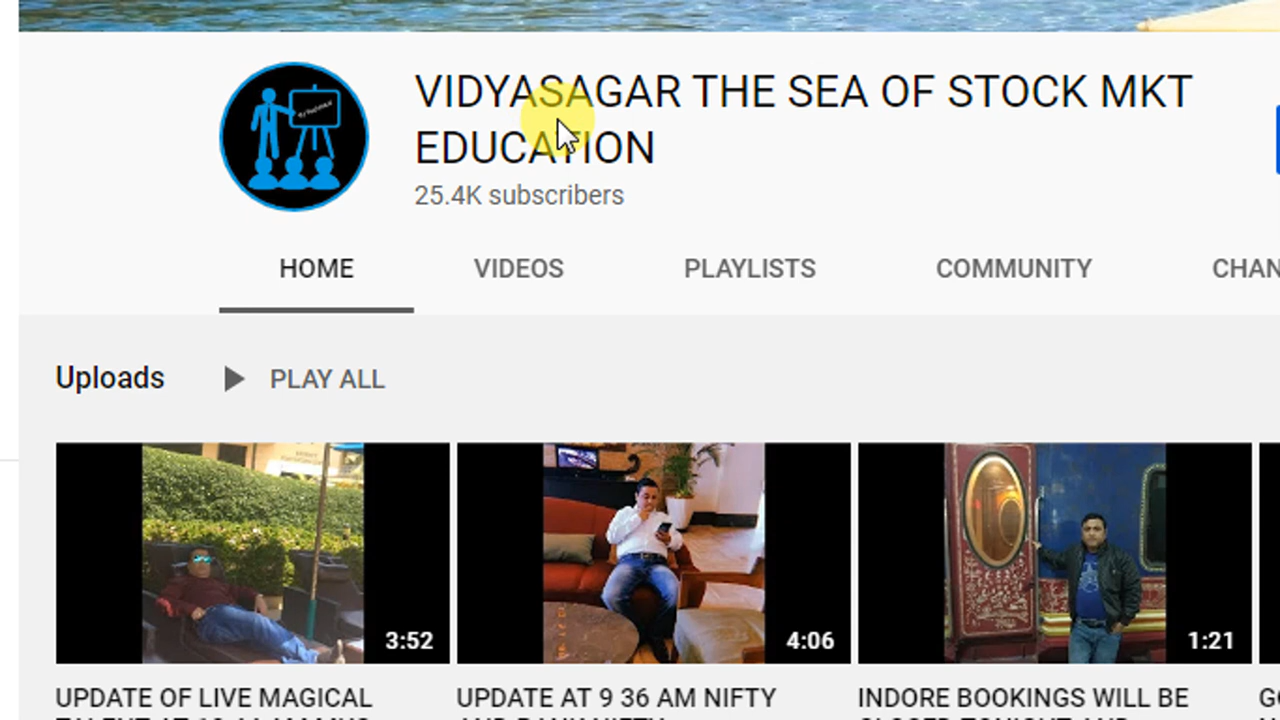 VIDYASAGAR THE SEA OF STOCK MKT
EDUCATION
25.4K subscribers
HOME VIDEOS PLAYLISTS COMMUNITY CHAN
Uploads PLAY ALL
3:52 4:06 1:21
UPDATE OF LIVE MAGICAL
UPDATE AT 9 36 AM NIFTY
INDORE BOOKINGS WILL BE